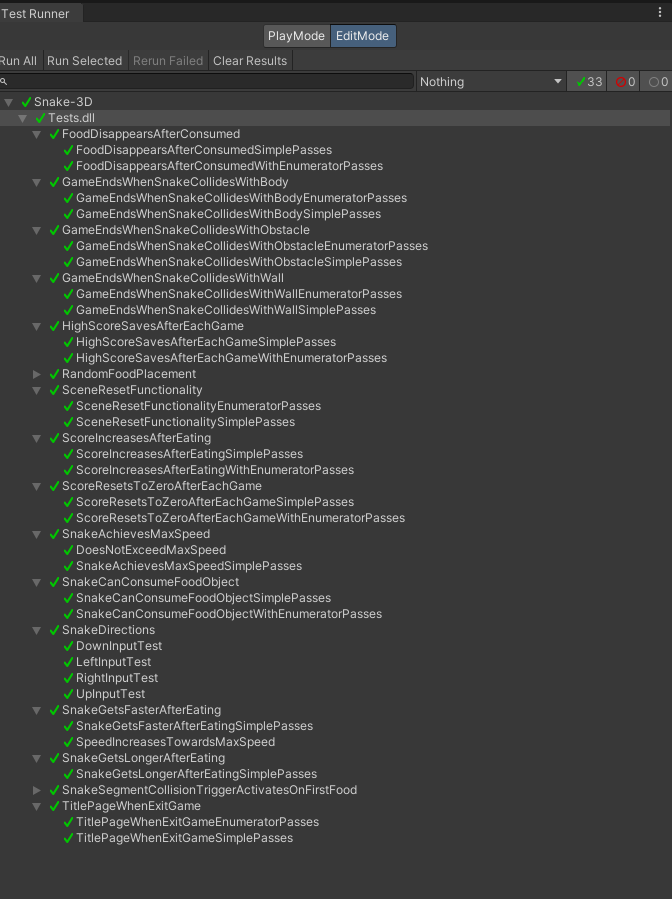 Test Runner
PlayMode EditMode
Run All Run Selected Rerun Failed Clear Results
Nothing 33 0 0
Snake-3D
Tests.dll
FoodDisappearsAfterConsumed
FoodDisappearsAfterConsumedSimplePasses
FoodDisappearsAfterConsumedWithEnumeratorPasses
GameEndsWhenSnakeCollidesWithBody
GameEndsWhenSnakeCollidesWithBodyEnumeratorPasses
GameEndsWhenSnakeCollidesWithBodySimplePasses
GameEndsWhenSnakeCollidesWithObstacle
GameEndsWhenSnakeCollidesWithObstacleEnumeratorPasses
GameEndsWhenSnakeCollidesWithObstacleSimplePasses
GameEndsWhenSnakeCollidesWithWall
GameEndsWhenSnakeCollidesWithWallEnumeratorPasses
GameEndsWhenSnakeCollidesWithWallSimplePasses
HighScoreSavesAfterEachGame
HighScoreSavesAfterEachGameSimplePasses
HighScoreSavesAfterEachGameWithEnumeratorPasses
RandomFoodPlacement
SceneResetFunctionality
SceneResetFunctionalityEnumeratorPasses
SceneResetFunctionalitySimplePasses
ScoreIncreasesAfterEating
ScoreIncreasesAfterEatingSimplePasses
ScoreIncreasesAfterEatingWithEnumeratorPasses
ScoreResetsToZeroAfterEachGame
ScoreResetsToZeroAfterEachGameSimplePasses
ScoreResetsToZeroAfterEachGameWithEnumeratorPasses
SnakeAchievesMaxSpeed
DoesNotExceedMaxSpeed
SnakeAchievesMaxSpeedSimplePasses
SnakeCanConsumeFoodObject
SnakeCanConsumeFoodObjectSimplePasses
SnakeCanConsumeFoodObjectWithEnumeratorPasses
SnakeDirections
DownInputTest
LeftInputTest
RightInputTest
UpInputTest
SnakeGetsFasterAfterEating
SnakeGetsFasterAfterEatingSimplePasses
SpeedIncreasesTowardsMaxSpeed
SnakeGetsLongerAfterEating
SnakeGetsLongerAfterEatingSimplePasses
SnakeSegmentCollisionTriggerActivatesOnFirstFood
TitlePageWhenExitGame
TitlePageWhenExitGameEnumeratorPasses
TitlePageWhenExitGameSimplePasses